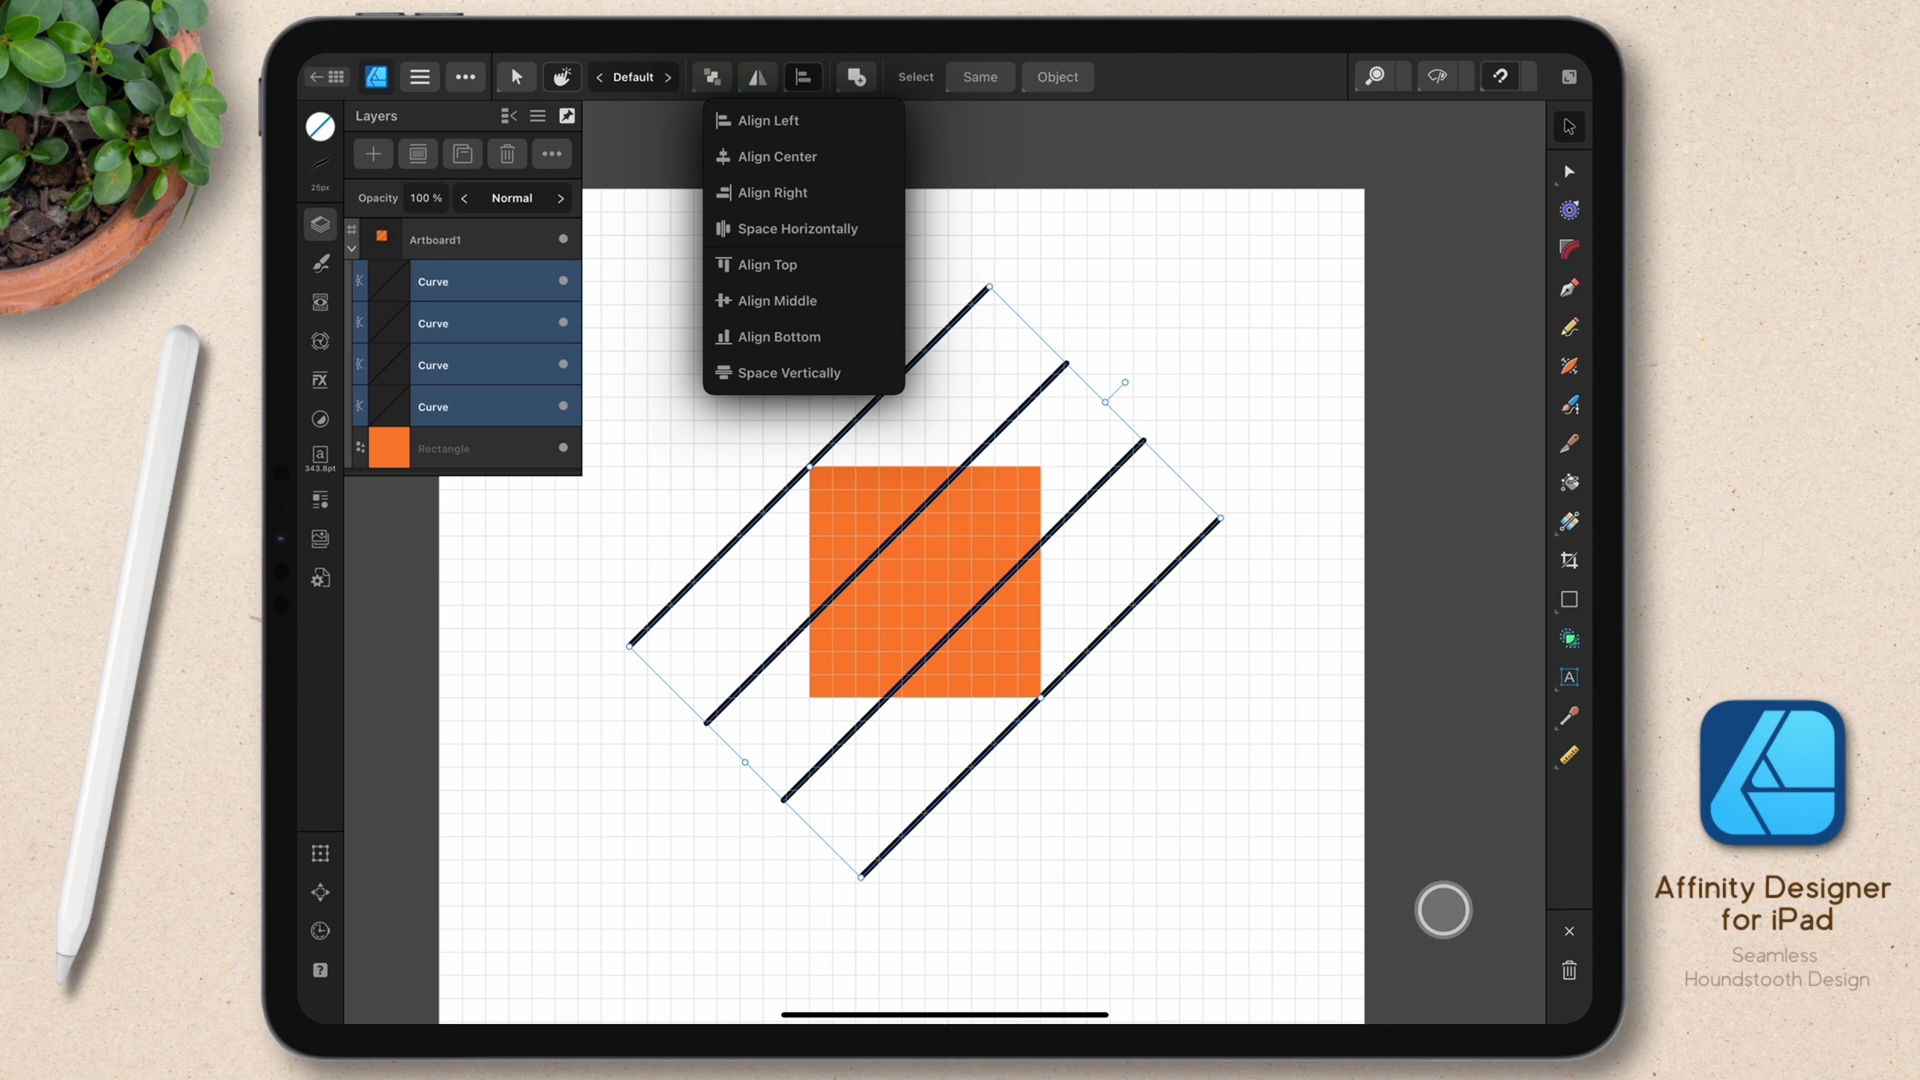 Default
Select
Same
Object
Layers
Opacity 100 % Normal
25px
Artboard1
Curve
Curve
Curve
Curve
Rectangle
FX
a
343.8pt
?
Align Left
Align Center
Align Right
Space Horizontally
Align Top
Align Middle
Align Bottom
Space Vertically
A
Affinity Designer
for iPad
Seamless
Houndstooth Design